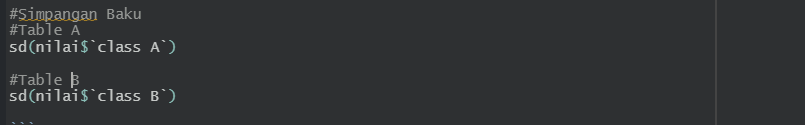 #Simpangan Baku
#Table A
sd(nilai$`class A`)
#Table B
sd(nilai$`class B`)
```